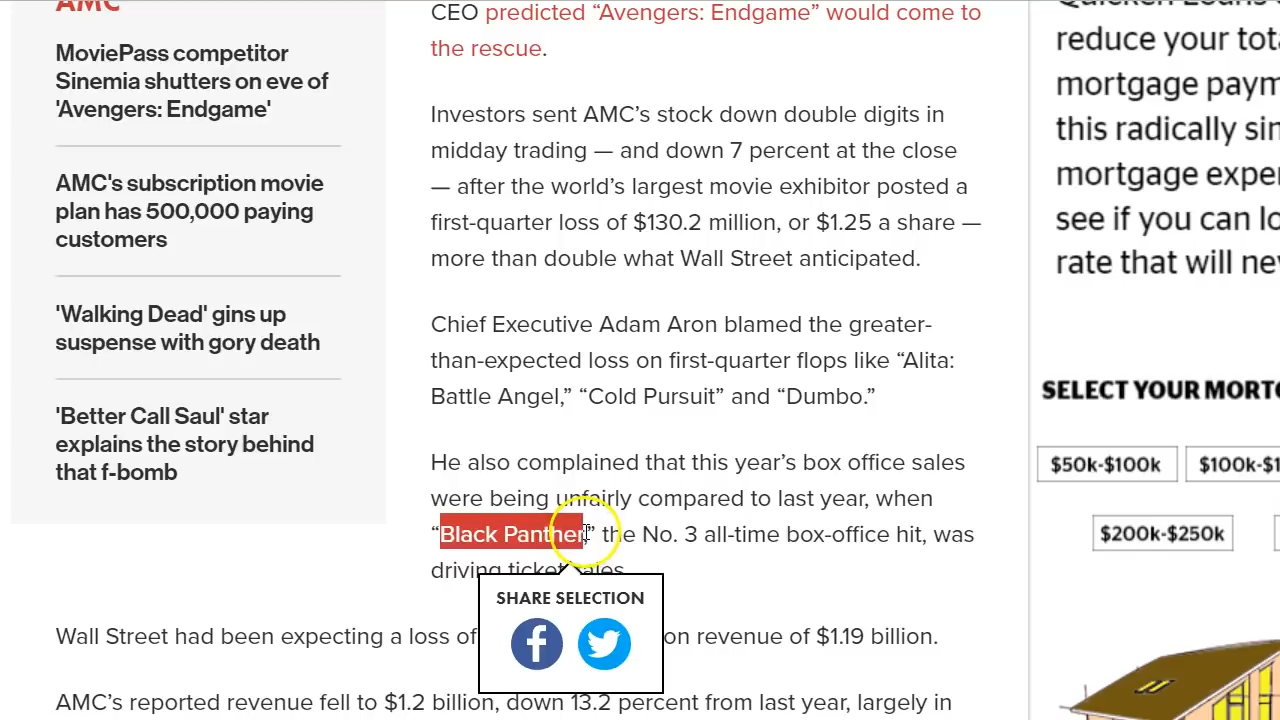 AMC
MoviePass competitor
Sinemia shutters on eve of
'Avengers: Endgame'
AMC's subscription movie
plan has 500,000 paying
customers
'Walking Dead' gins up
suspense with gory death
'Better Call Saul' star
explains the story behind
that f-bomb
CEO predicted “Avengers: Endgame” would come to
the rescue.
Investors sent AMC’s stock down double digits in
midday trading — and down 7 percent at the close
— after the world’s largest movie exhibitor posted a
first-quarter loss of $130.2 million, or $1.25 a share —
more than double what Wall Street anticipated.
Chief Executive Adam Aron blamed the greater-
than-expected loss on first-quarter flops like “Alita:
Battle Angel,” “Cold Pursuit” and “Dumbo.”
He also complained that this year’s box office sales
were being unfairly compared to last year, when
“Black Panther,” the No. 3 all-time box-office hit, was
driving ticket sales.
SHARE SELECTION
Wall Street had been expecting a loss of on revenue of $1.19 billion.
AMC’s reported revenue fell to $1.2 billion, down 13.2 percent from last year, largely in
Quicken Loans
reduce your
mortgage
this radically
mortgage
see if you can
rate that will
SELECT YOUR
$50k-$100k
$200k-$250k